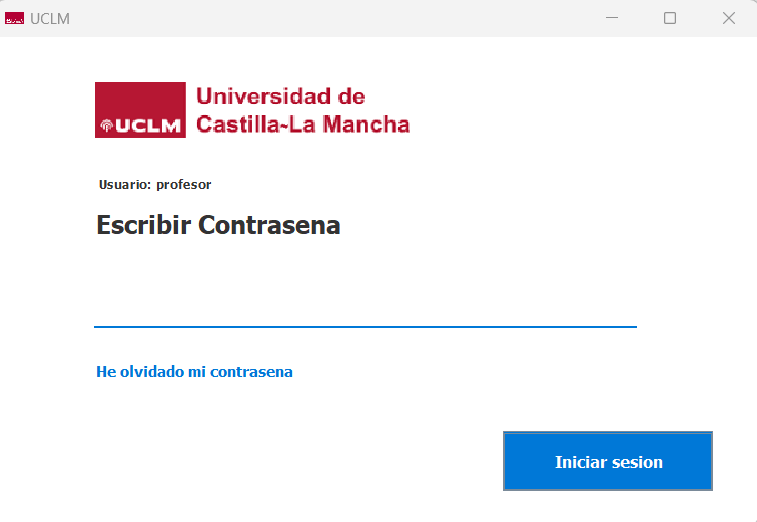 UCLM
Universidad de
Castilla~La Mancha
UCLM
Usuario: profesor
Escribir Contrasena
He olvidado mi contrasena
Iniciar sesion